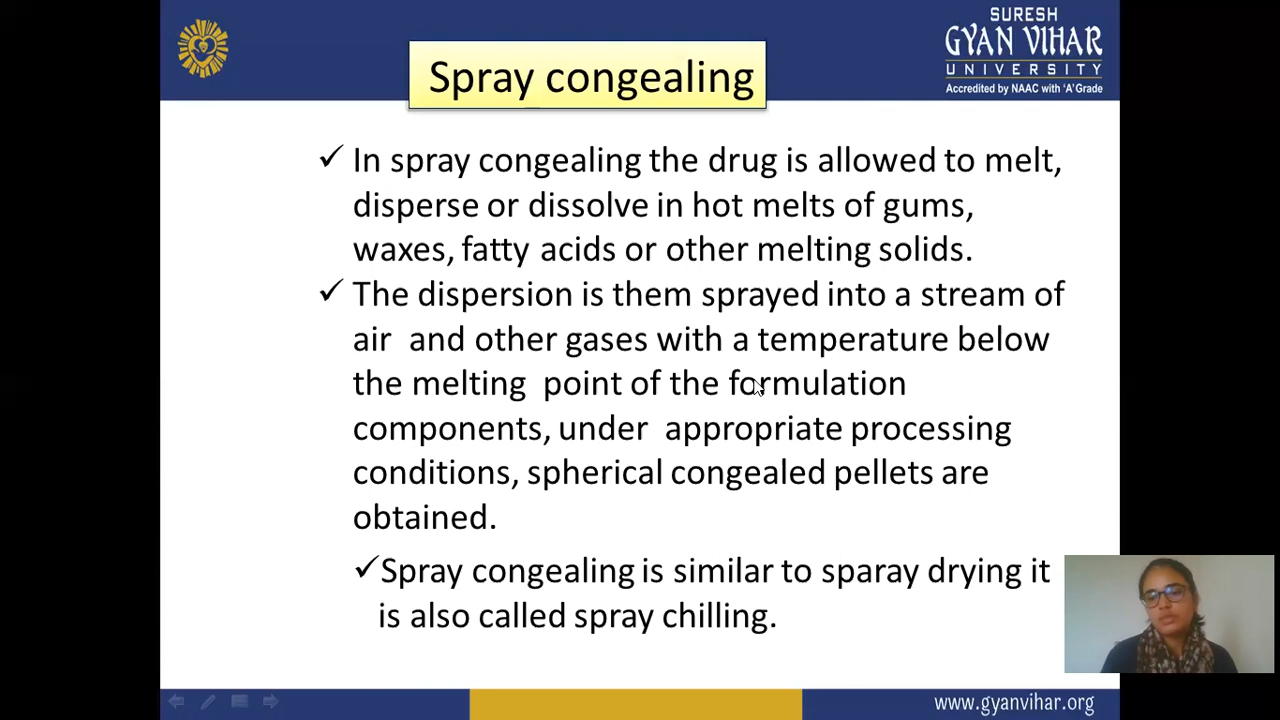 SURESH
GYAN VIHAR
UNIVERSITY
Accredited by NAAC with 'A' Grade
Spray congealing
✓ In spray congealing the drug is allowed to melt,
disperse or dissolve in hot melts of gums,
waxes, fatty acids or other melting solids.
✓ The dispersion is them sprayed into a stream of
air and other gases with a temperature below
the melting point of the formulation
components, under appropriate processing
conditions, spherical congealed pellets are
obtained.
✓Spray congealing is similar to sparay drying it
is also called spray chilling.
www.gyanvihar.org